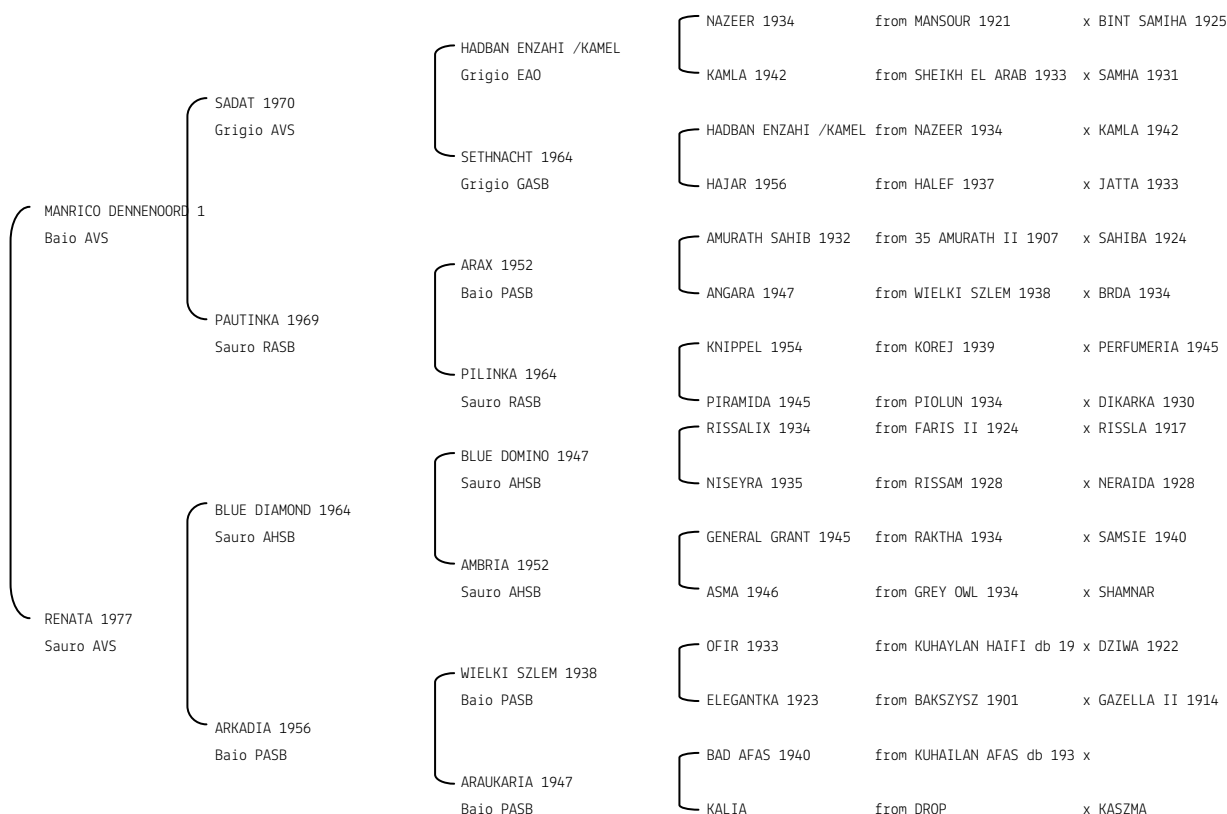 NAZEER 1934 from MANSOUR 1921 x BINT SAMIHA 1925
HADBAN ENZAHI /KAMEL
Grigio EAO
KAMLA 1942 from SHEIKH EL ARAB 1933 x SAMHA 1931
SADAT 1970
Grigio AVS
HADBAN ENZAHI /KAMEL from NAZEER 1934 x KAMLA 1942
SETHNACHT 1964
Grigio GASB
HAJAR 1956 from HALEF 1937 x JATTA 1933
MANRICO DENNENOORD 1
Baio AVS
AMURATH SAHIB 1932 from 35 AMURATH II 1907 x SAHIBA 1924
ARAX 1952
Baio PASB
ANGARA 1947 from WIELKI SZLEM 1938 x BRDA 1934
PAUTINKA 1969
Sauro RASB
KNIPPEL 1954 from KOREJ 1939 x PERFUMERIA 1945
PILINKA 1964
Sauro RASB
PIRAMIDA 1945 from PIOLUN 1934 x DIKARKA 1930
RISSALIX 1934 from FARIS II 1924 x RISSLA 1917
BLUE DOMINO 1947
Sauro AHSB
NISEYRA 1935 from RISSAM 1928 x NERAIDA 1928
BLUE DIAMOND 1964
Sauro AHSB
GENERAL GRANT 1945 from RAKTHA 1934 x SAMSIE 1940
AMBRIA 1952
Sauro AHSB
ASMA 1946 from GREY OWL 1934 x SHAMNAR
RENATA 1977
Sauro AVS
OFIR 1933 from KUHAYLAN HAIFI db 19 x DZIWA 1922
WIELKI SZLEM 1938
Baio PASB
ELEGANTKA 1923 from BAKSZYSZ 1901 x GAZELLA II 1914
ARKADIA 1956
Baio PASB
BAD AFAS 1940 from KUHAILAN AFAS db 193 x
ARAUKARIA 1947
Baio PASB
KALIA from DROP x KASZMA